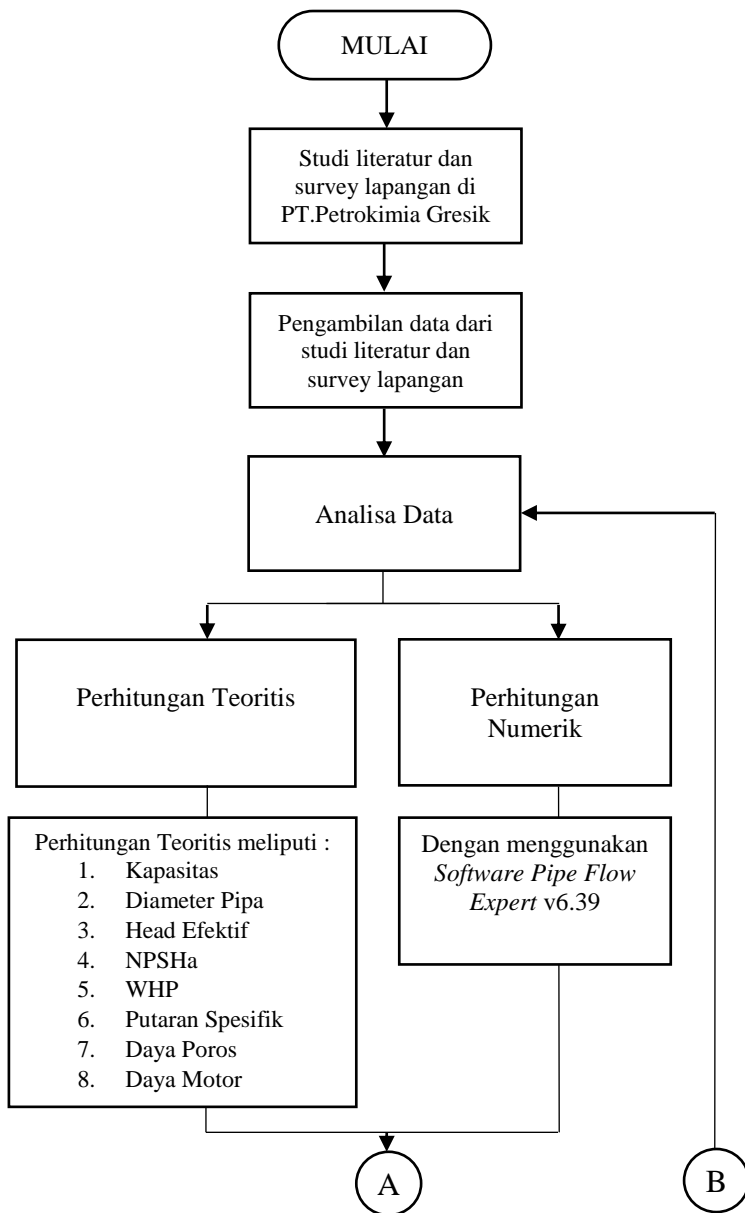 MULAI
Studi literatur dan
survey lapangan di
PT.Petrokimia Gresik
Pengambilan data dari
studi literatur dan
survey lapangan
Analisa Data
Perhitungan Teoritis
Perhitungan
Numerik
Perhitungan Teoritis meliputi :
1. Kapasitas
2. Diameter Pipa
3. Head Efektif
4. NPSHa
5. WHP
6. Putaran Spesifik
7. Daya Poros
8. Daya Motor
Dengan menggunakan
Software Pipe Flow
Expert v6.39
A
B